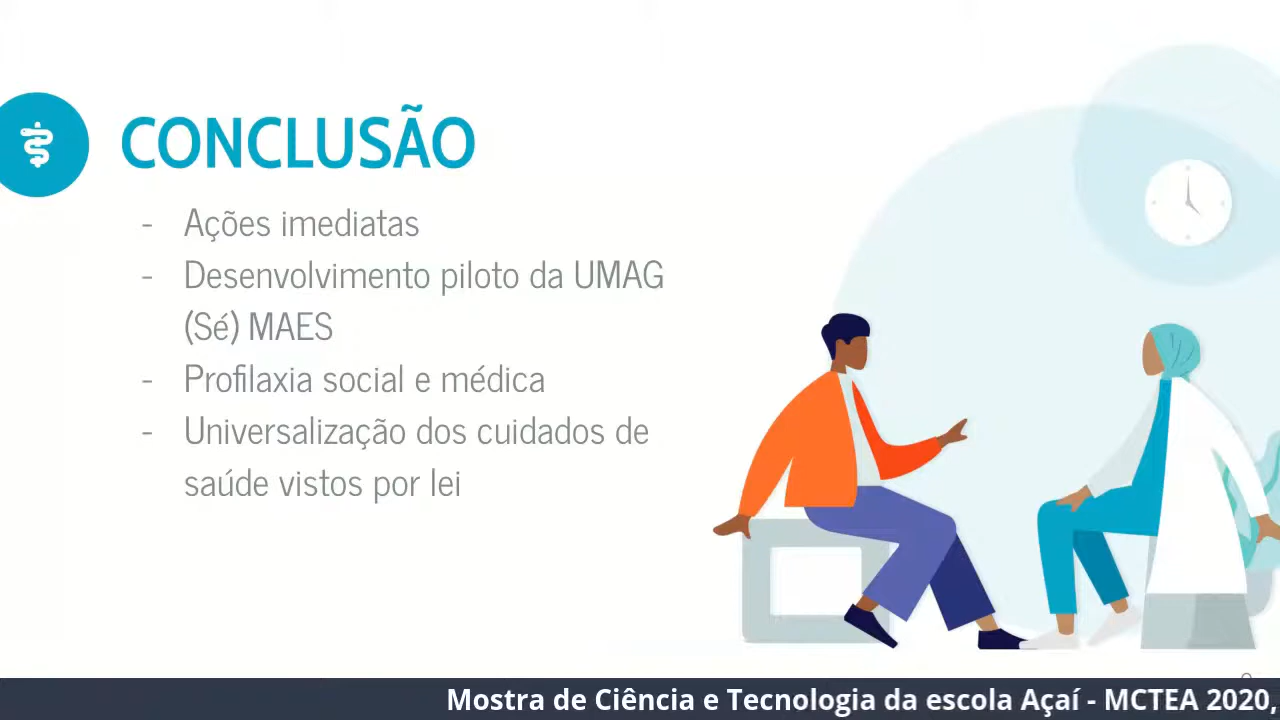 CONCLUSÃO
- Ações imediatas
- Desenvolvimento piloto da UMAG
(Sé) MAES
- Profilaxia social e médica
- Universalização dos cuidados de
saúde vistos por lei
Mostra de Ciência e Tecnologia da escola Açaí - MCTEA 2020,